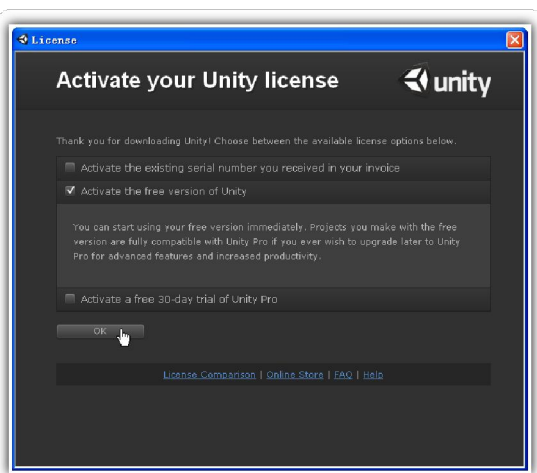 License
Activate your Unity license
unity
Thank you for downloading Unity! Choose between the available license options below.
Activate the existing serial number you received in your invoice
Activate the free version of Unity
You can start using your free version immediately. Projects you make with the free
version are fully compatible with Unity Pro if you ever wish to upgrade later to Unity
Pro for advanced features and increased productivity.
Activate a free 30-day trial of Unity Pro
OK
License Comparison | Online Store | FAQ | Help